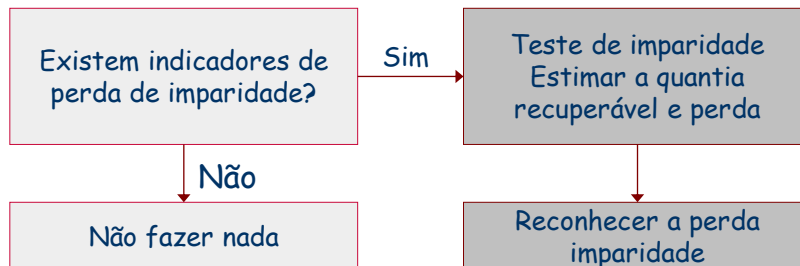 Existem indicadores de
perda de imparidade?
Sim
Teste de imparidade
Estimar a quantia
recuperável e perda
Não
Não fazer nada
Reconhecer a perda
imparidade